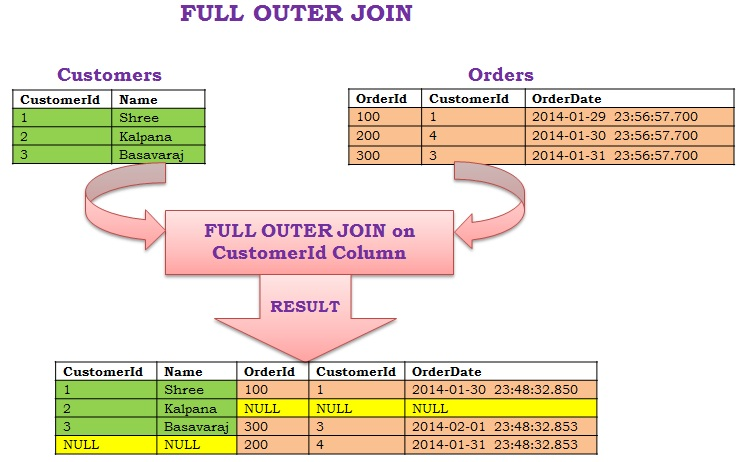 FULL OUTER JOIN
Customers
CustomerId Name
1 Shree
2 Kalpana
3 Basavaraj
Orders
OrderId CustomerId OrderDate
100 1 2014-01-29 23:56:57.700
200 4 2014-01-30 23:56:57.700
300 3 2014-01-31 23:56:57.700
FULL OUTER JOIN on
CustomerId Column
RESULT
CustomerId Name OrderId CustomerId OrderDate
1 Shree 100 1 2014-01-30 23:48:32.850
2 Kalpana NULL NULL NULL
3 Basavaraj 300 3 2014-02-01 23:48:32.853
NULL NULL 200 4 2014-01-31 23:48:32.853